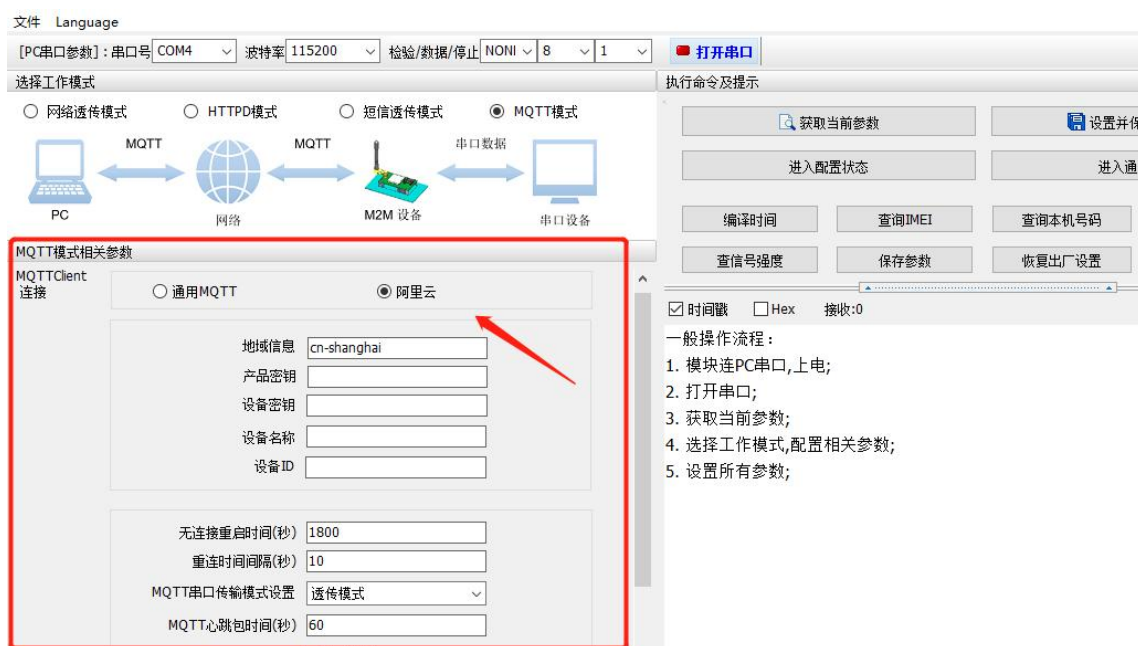 文件 Language
[PC串口参数]：串口号 COM4 波特率 115200 检验/数据/停止 NONI 8 1 打开串口
选择工作模式
网络透传模式 HTTPD模式 短信透传模式 MQTT模式
MQTT MQTT 串口数据
PC 网络 M2M 设备 串口设备
MQTT模式相关参数
MQTTClient
连接
通用MQTT 阿里云
地域信息 cn-shanghai
产品密钥
设备密钥
设备名称
设备ID
无连接重启时间(秒) 1800
重连时间间隔(秒) 10
MQTT串口传输模式设置 透传模式
MQTT心跳包时间(秒) 60
执行命令及提示
获取当前参数 设置并保
进入配置状态 进入通
编译时间 查询IMEI 查询本机号码
查信号强度 保存参数 恢复出厂设置
时间戳 Hex 接收:0
一般操作流程：
1. 模块连PC串口,上电;
2. 打开串口;
3. 获取当前参数;
4. 选择工作模式,配置相关参数;
5. 设置所有参数;